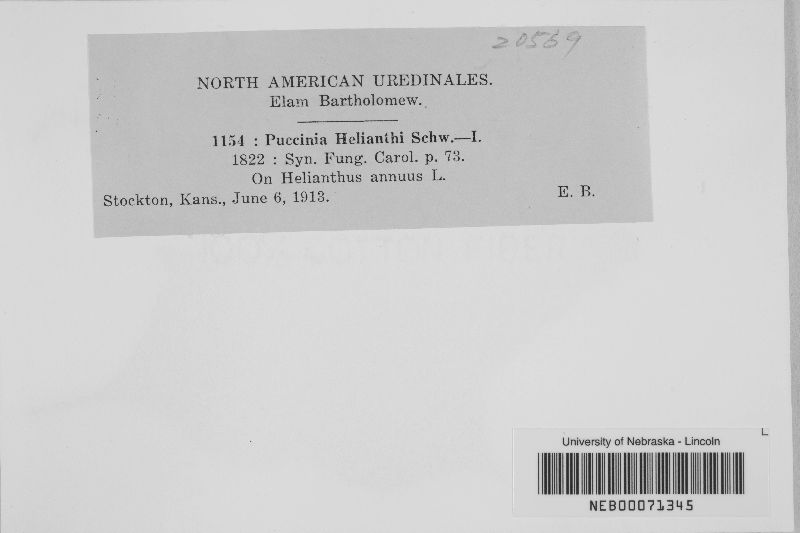 20569
NORTH AMERICAN UREDINALES.
Elam Bartholomew.
1154 : Puccinia Helianthi Schw.—I.
1822 : Syn. Fung. Carol. p. 73.
On Helianthus annuus L.
Stockton, Kans., June 6, 1913. E. B.
University of Nebraska - Lincoln
NEB00071345